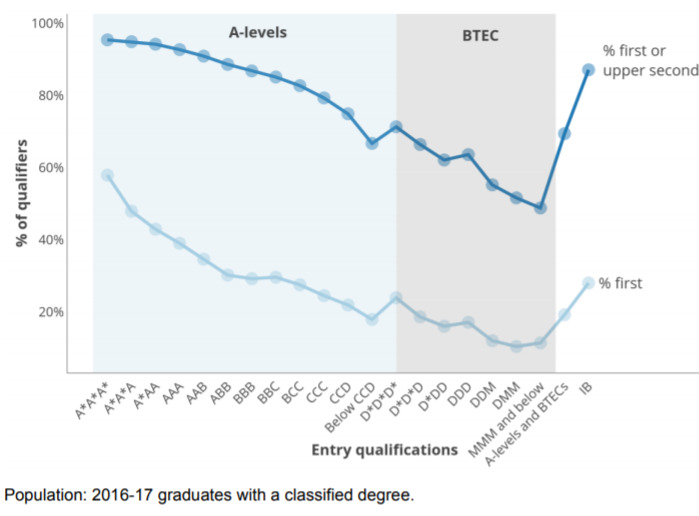 100%
80%
60%
40%
20%
% of qualifiers
A-levels
BTEC
% first or
upper second
% first
A*A*A*
A*A*A
A*AA
AAA
AAB
ABB
BBB
BBC
BCC
CCC
CCD
Below CCD
D*D*D*
D*D*D
D*DD
DDD
DDM
DMM
MMM and below
A-levels and BTECs
IB
Entry qualifications
Population: 2016-17 graduates with a classified degree.